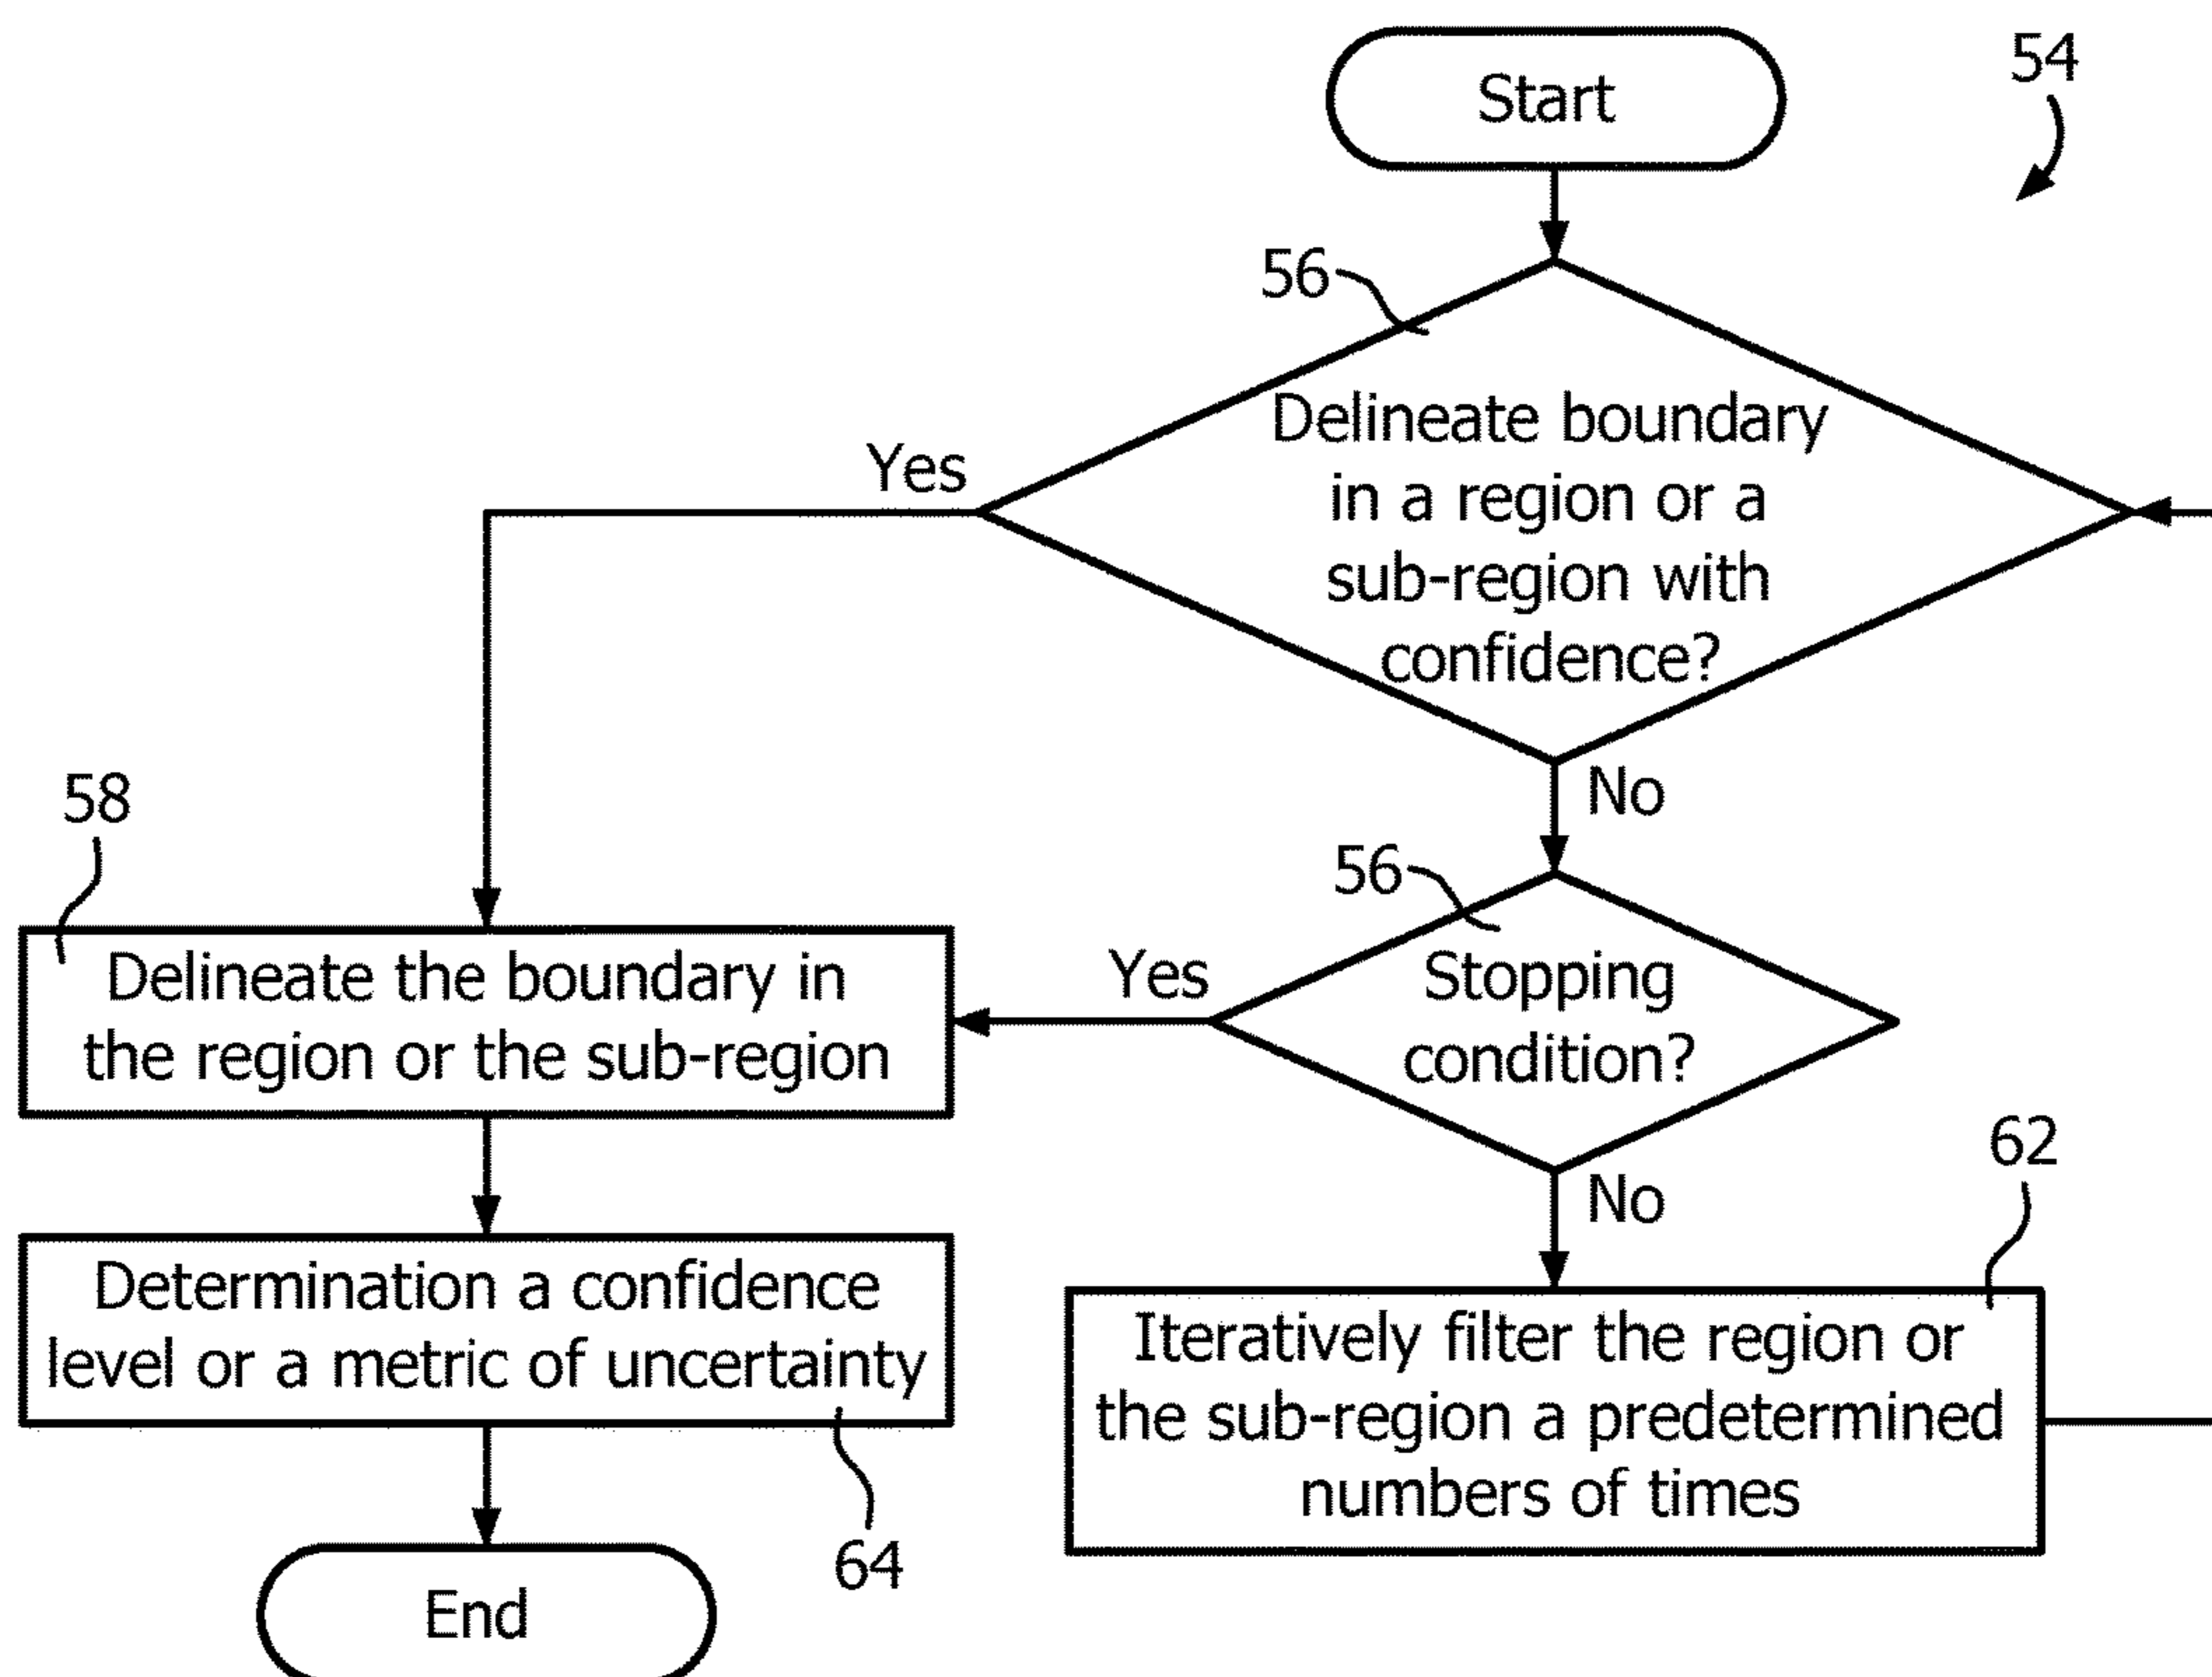 Start
54
56
Delineate boundary
in a region or a
sub-region with
confidence?
Yes
No
58
Delineate the boundary in
the region or the sub-region
56
Stopping
condition?
Yes
No
62
Iteratively filter the region or
the sub-region a predetermined
numbers of times
Determination a confidence
level or a metric of uncertainty
64
End